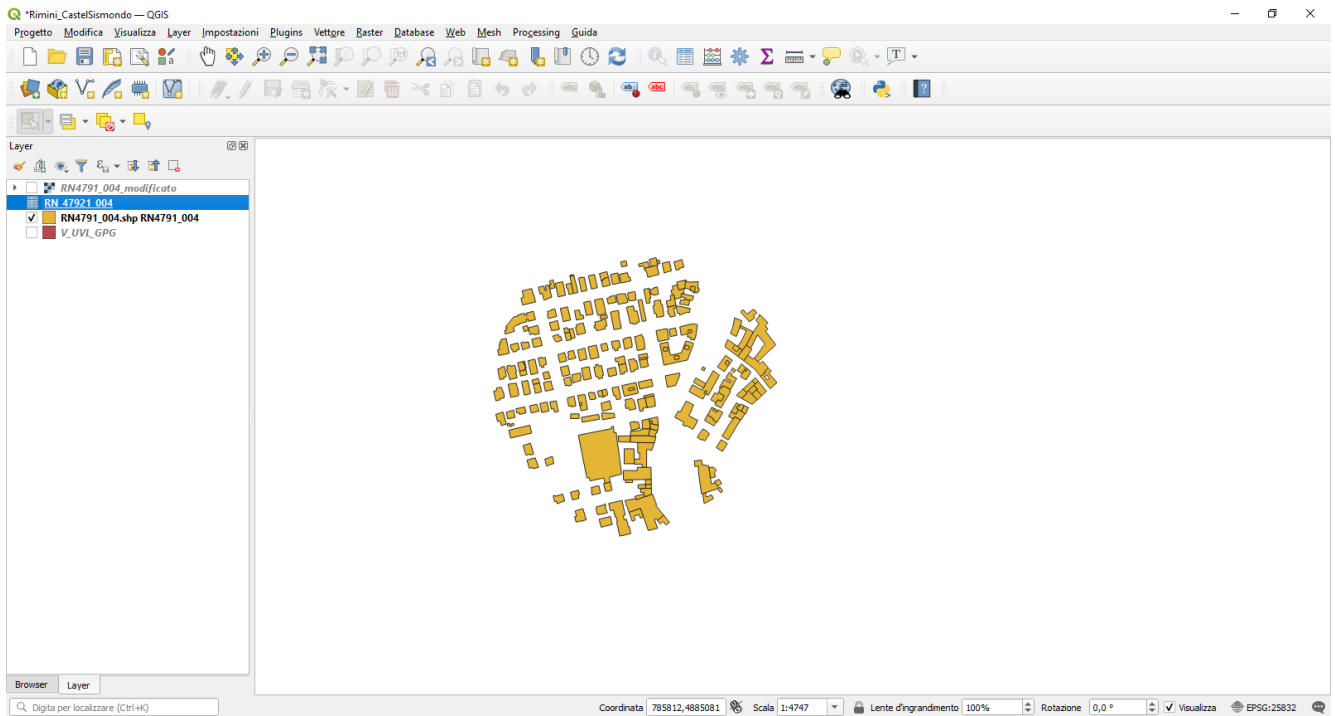 *Rimini_CastelSismondo — QGIS
Progetto Modifica Visualizza Layer Impostazioni Plugins Vettore Raster Database Web Mesh Processing Guida
Layer
RN4791_004_modificato
RN_47921_004
RN4791_004.shp RN4791_004
V_UVL_GPG
Browser Layer
Digita per localizzare (Ctrl+K) Coordinata 785812,4885081 Scala 1:4747 Lente d'ingrandimento 100% Rotazione 0,0 ° Visualizza EPSG:25832